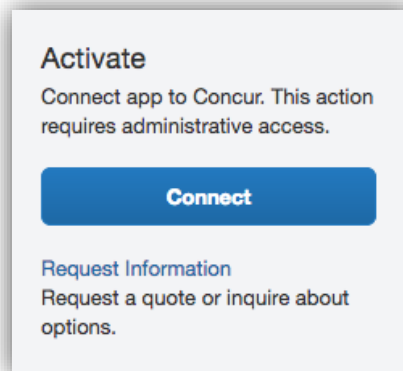 Activate
Connect app to Concur. This action
requires administrative access.
Connect
Request Information
Request a quote or inquire about
options.